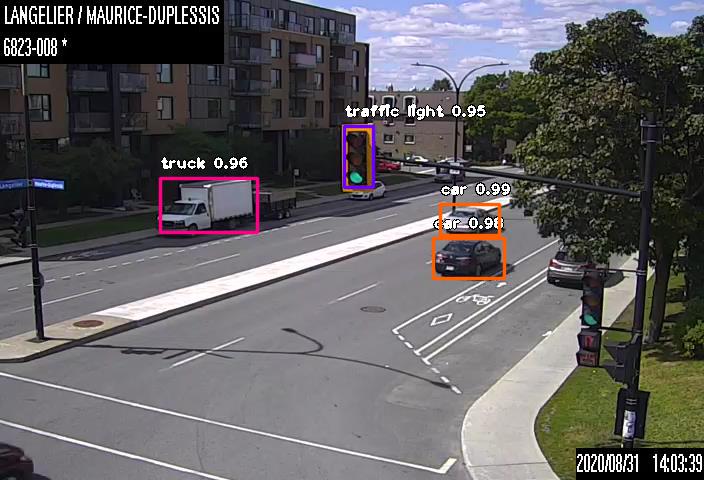 LANGELIER / MAURICE-DUPLESSIS
6823-008 *
traffic light 0.95
truck 0.96
car 0.99
car 0.98
Langelier
2020/08/31 14:03:39